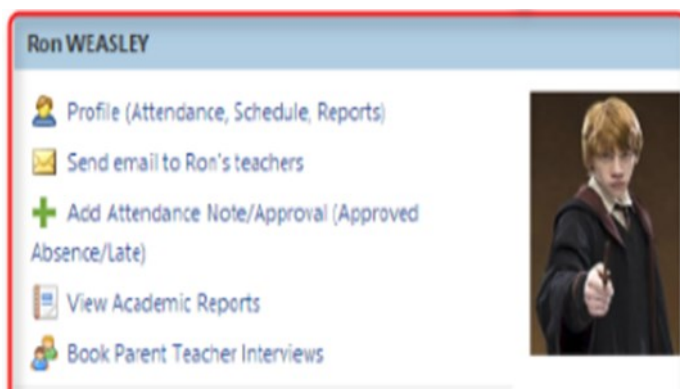 Ron WEASLEY
Profile (Attendance, Schedule, Reports)
Send email to Ron's teachers
Add Attendance Note/Approval (Approved
Absence/Late)
View Academic Reports
Book Parent Teacher Interviews